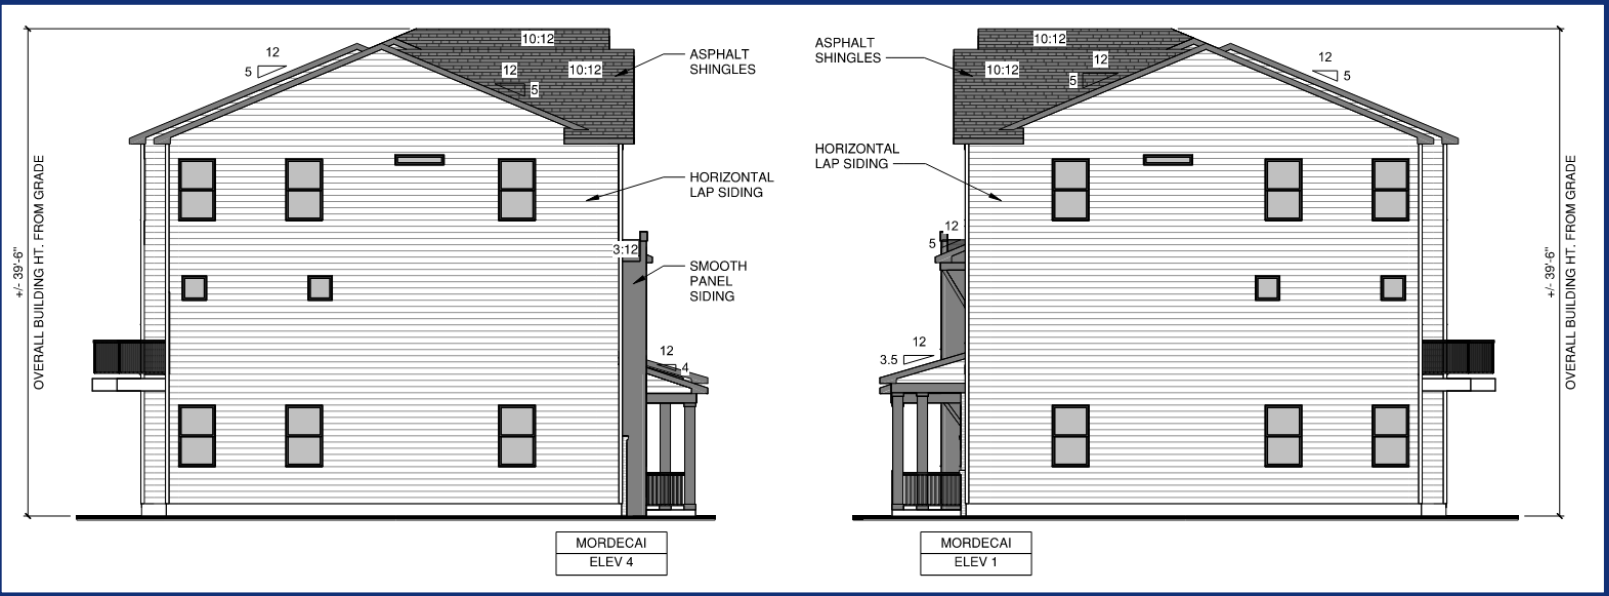 10:12
12
5
12
10:12
5
ASPHALT
SHINGLES
HORIZONTAL
LAP SIDING
3:12
SMOOTH
PANEL
SIDING
12
4
+/- 39'-6"
OVERALL BUILDING HT. FROM GRADE
MORDECAI
ELEV 4
ASPHALT
SHINGLES
10:12
10:12
12
5
12
5
HORIZONTAL
LAP SIDING
12
5
12
3.5
+/- 39'-6"
OVERALL BUILDING HT. FROM GRADE
MORDECAI
ELEV 1